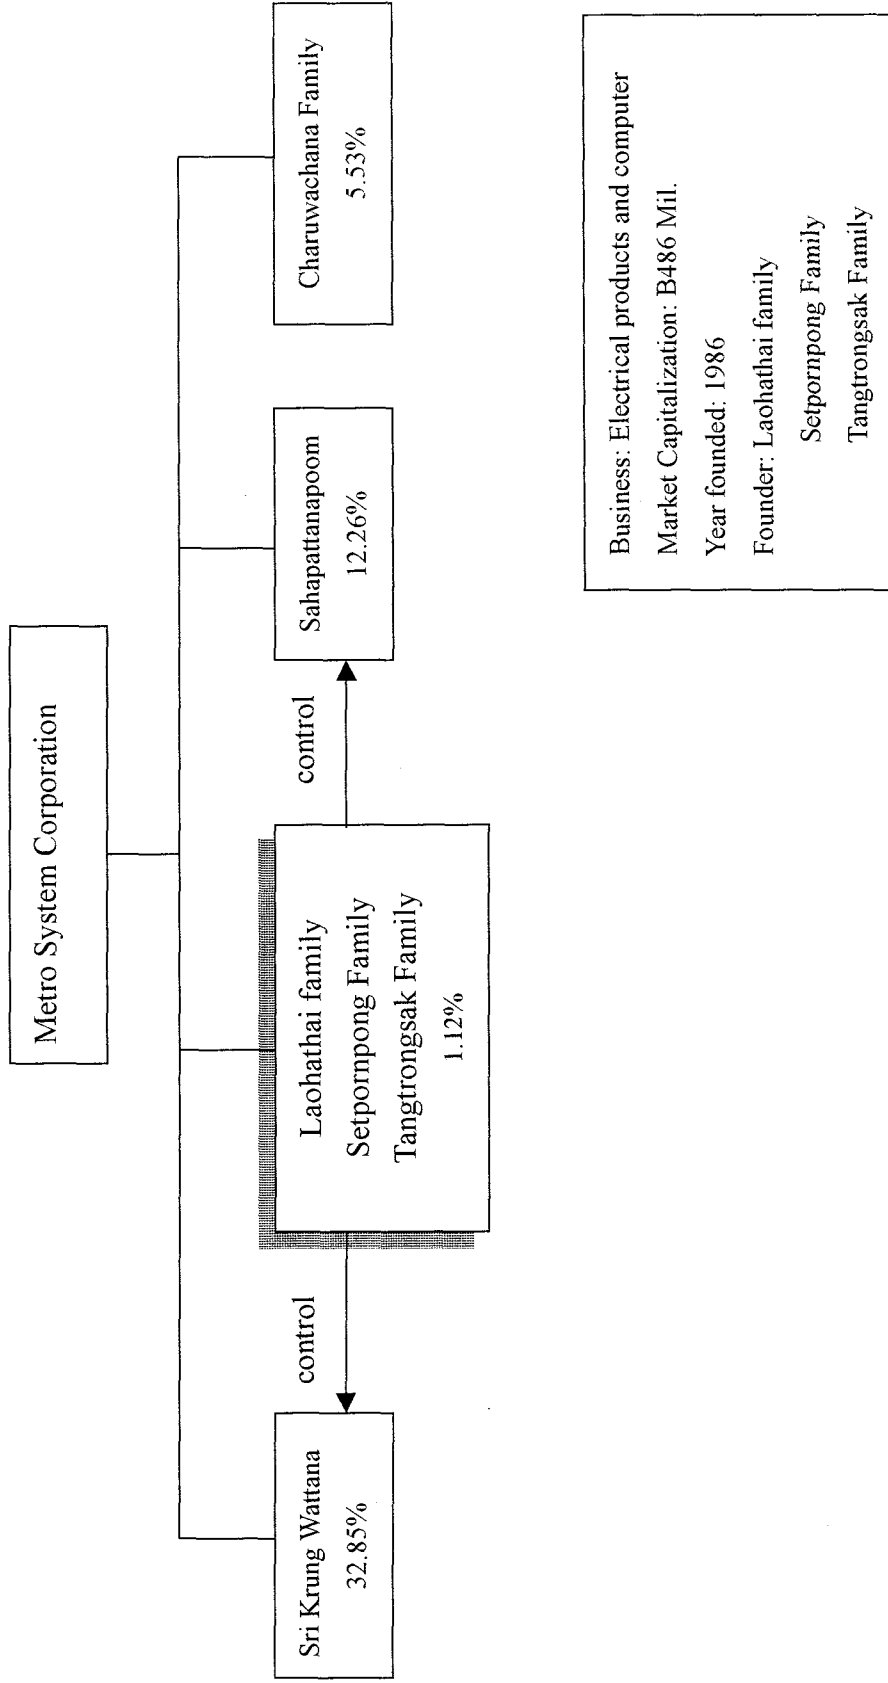 Metro System Corporation
Sri Krung Wattana
32.85%
control
Laohathai family
Setpornpong Family
Tangtrongsak Family
1.12%
control
Sahapattanapoom
12.26%
Charuwachana Family
5.53%
Business: Electrical products and computer
Market Capitalization: B486 Mil.
Year founded: 1986
Founder: Laohathai family
Setpornpong Family
Tangtrongsak Family